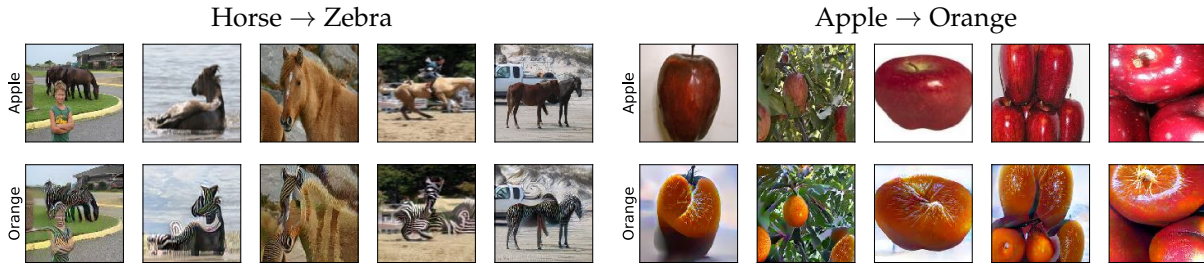 Horse → Zebra
Apple → Orange
Apple
Apple
Orange
Orange